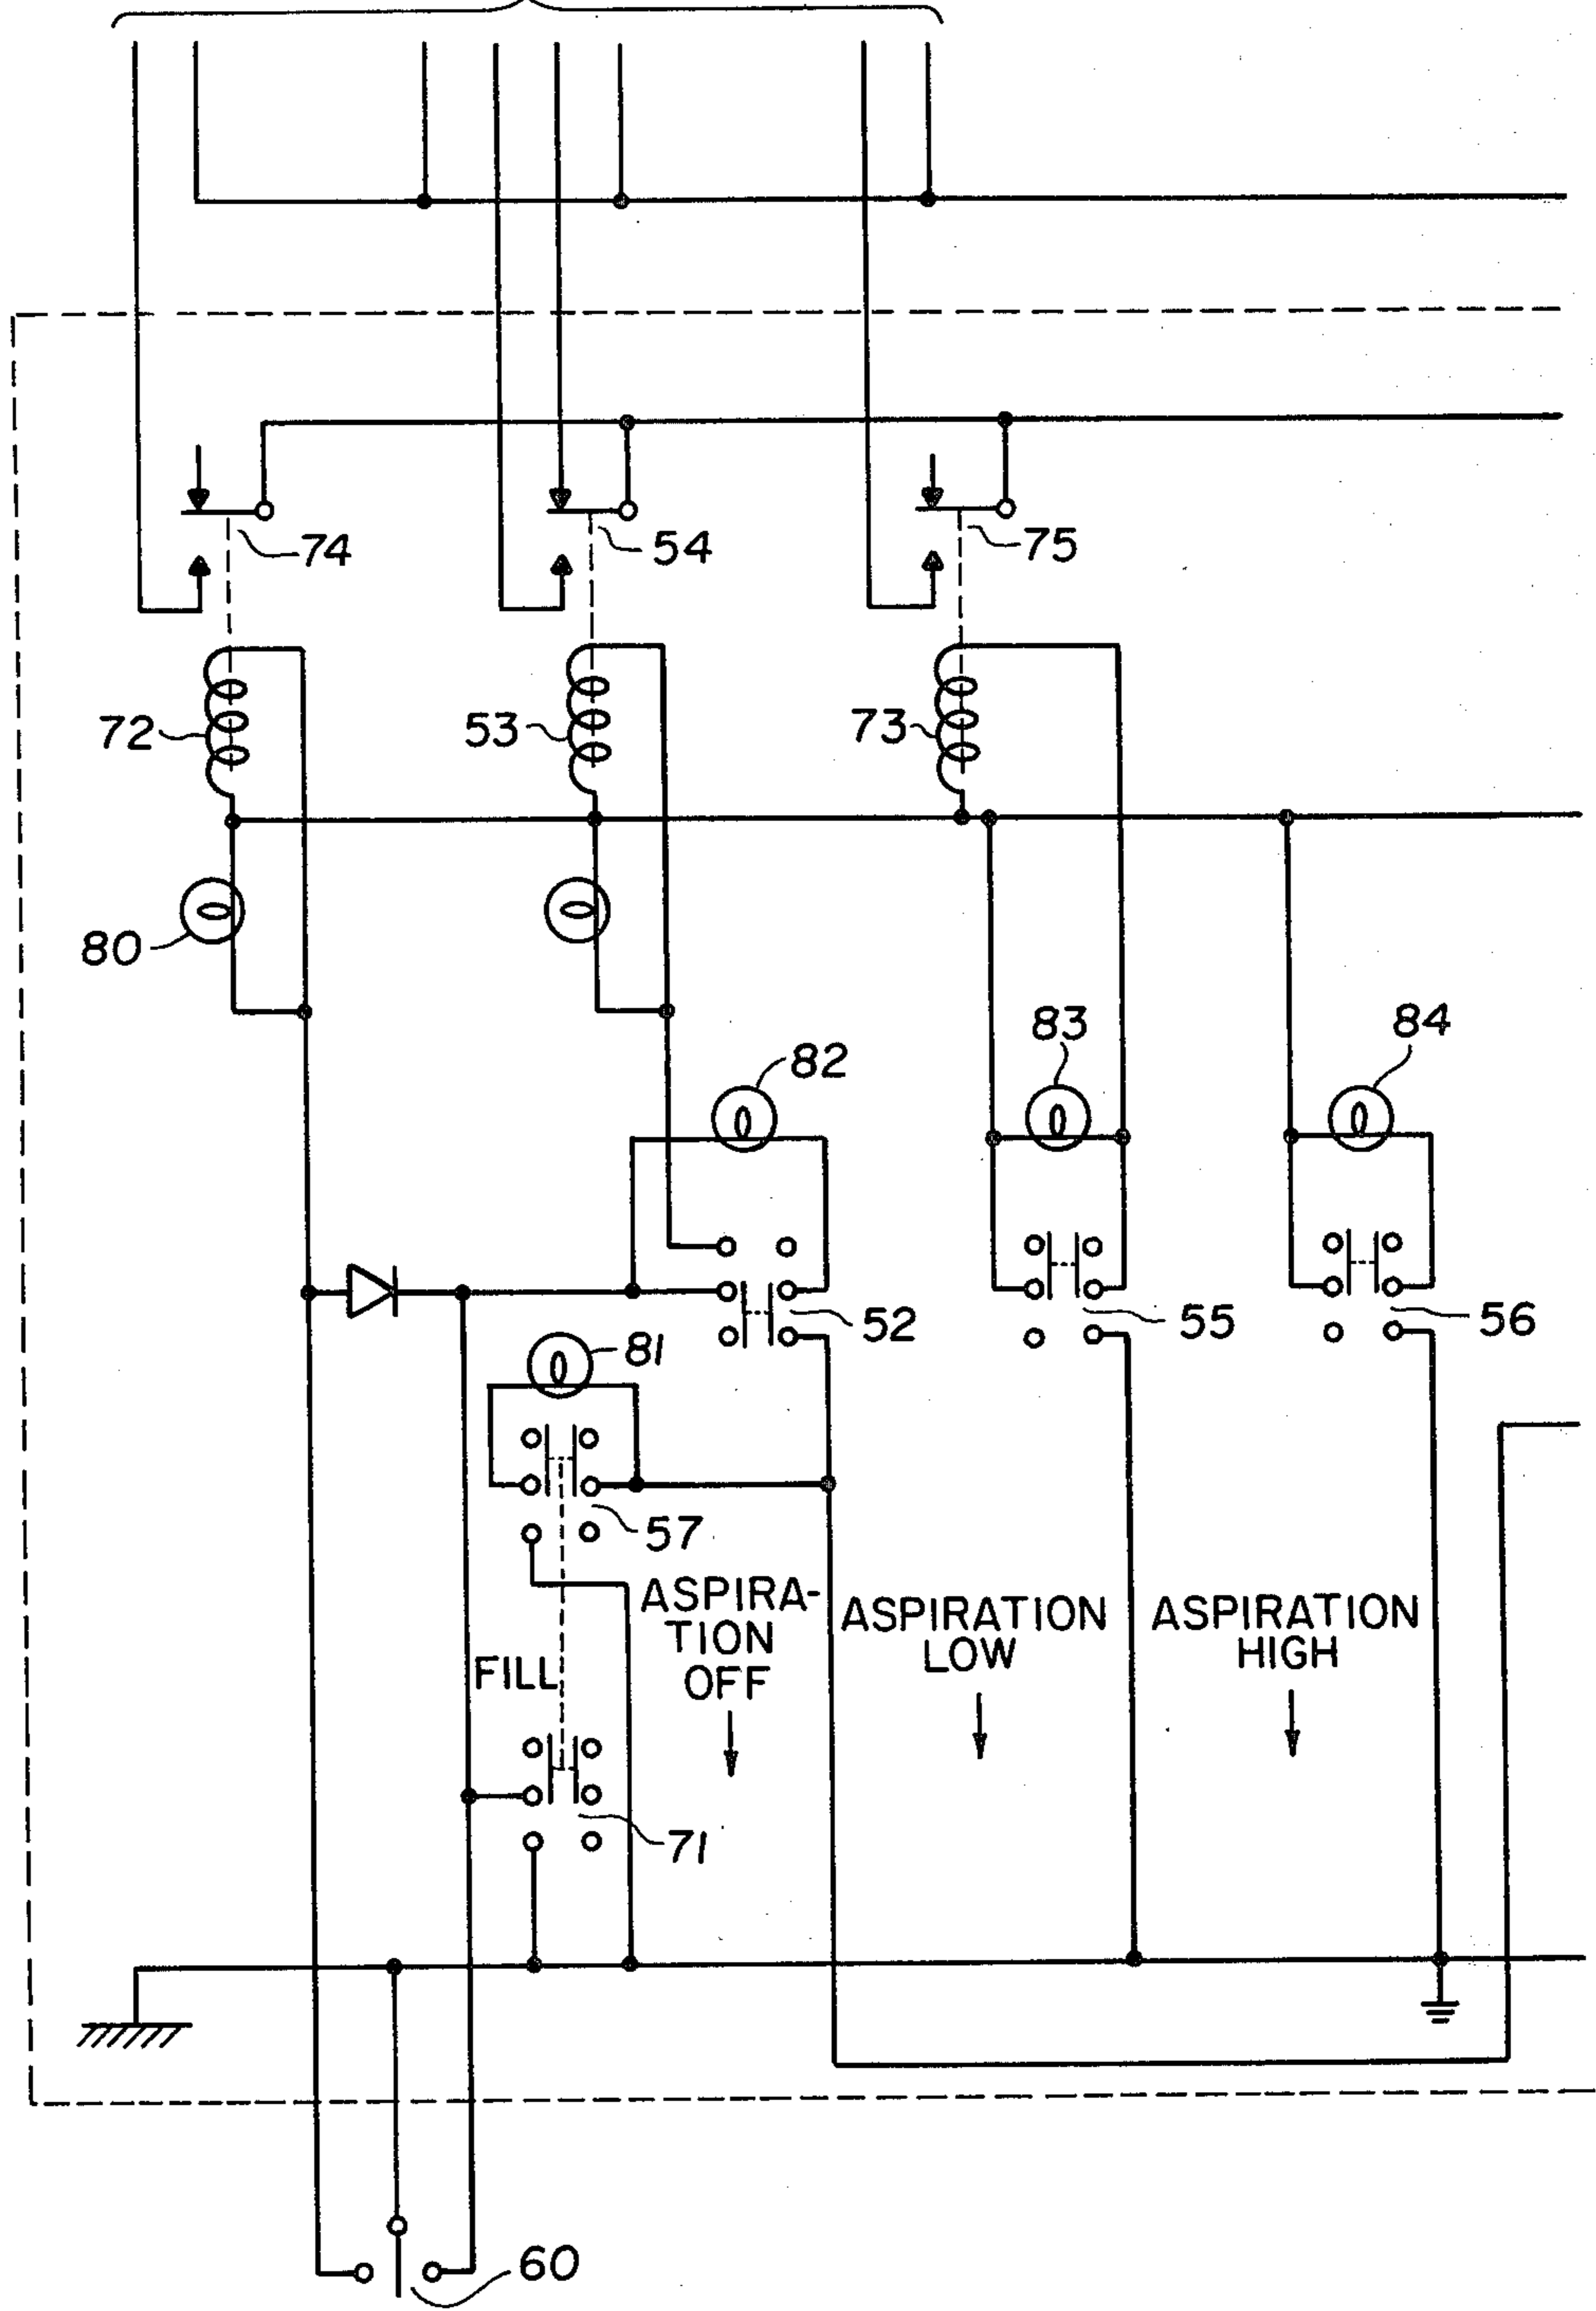 74
54
75
72
53
73
80
83
84
82
52
55
56
81
57
ASPIRA-
TION
OFF
ASPIRATION
LOW
ASPIRATION
HIGH
FILL
71
60